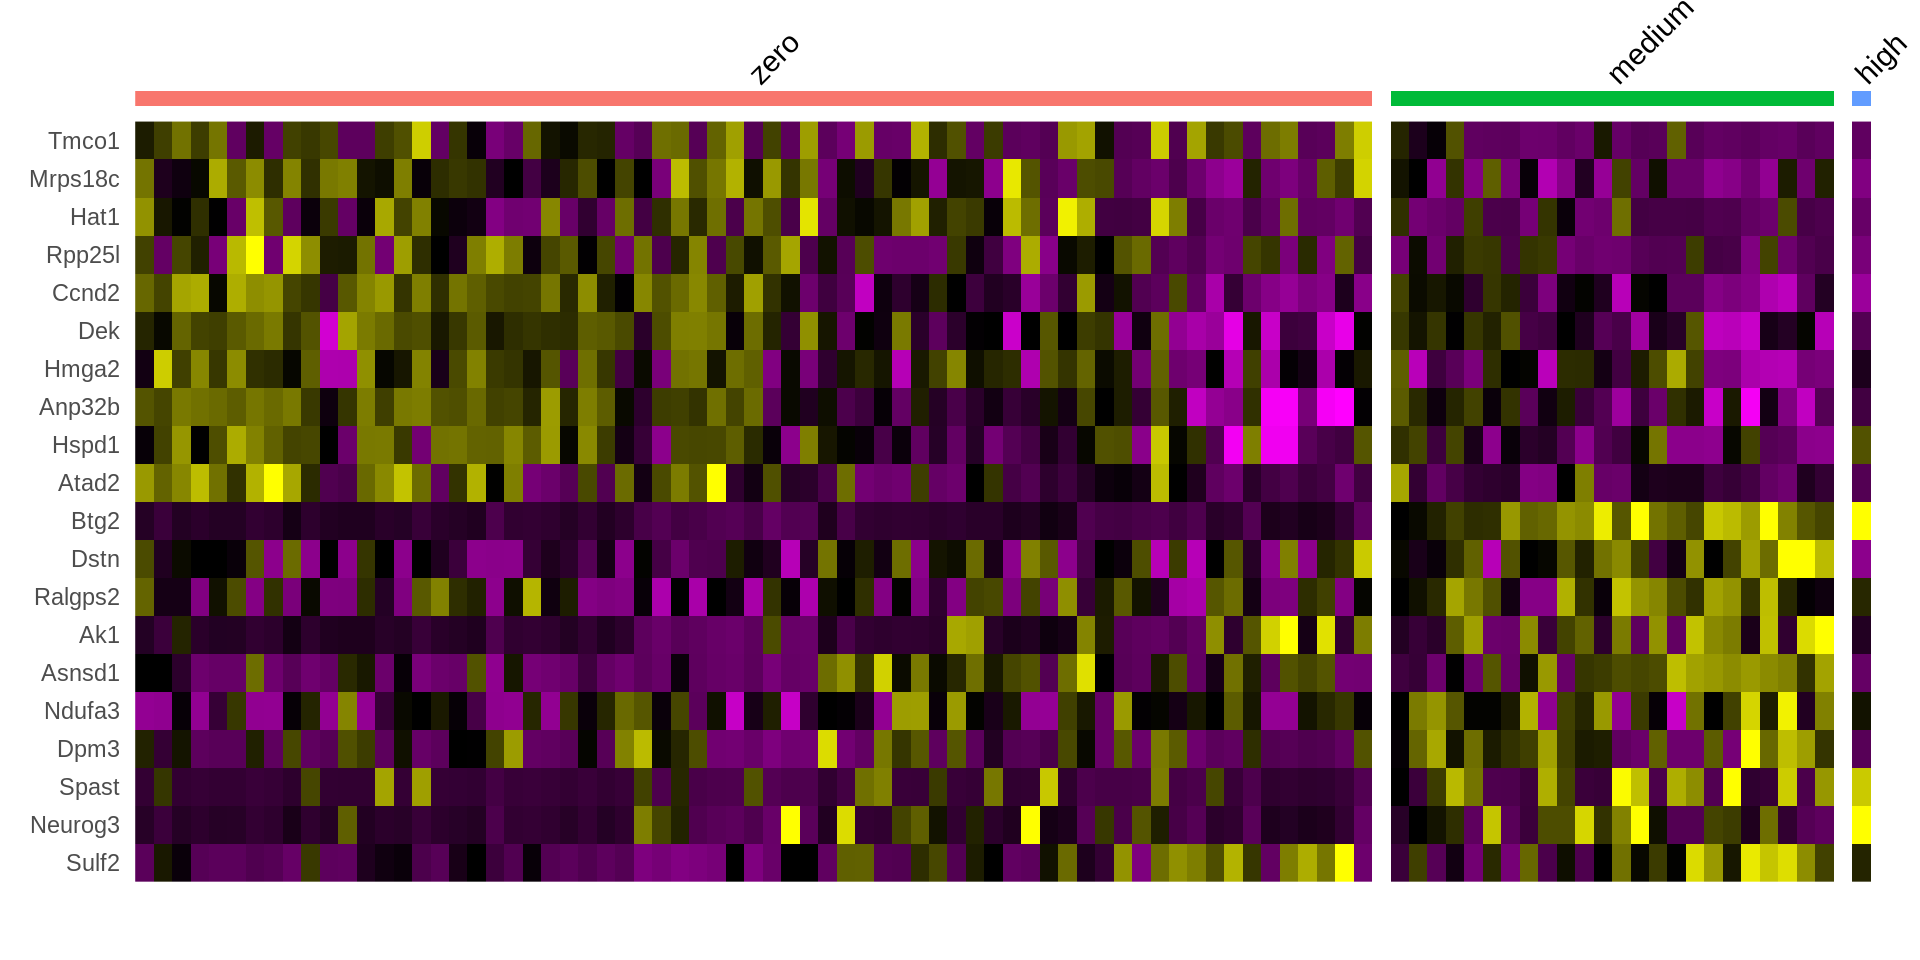 zero
medium
high
Tmco1
Mrps18c
Hat1
Rpp25l
Ccnd2
Dek
Hmga2
Anp32b
Hspd1
Atad2
Btg2
Dstn
Ralgps2
Ak1
Asnsd1
Ndufa3
Dpm3
Spast
Neurog3
Sulf2